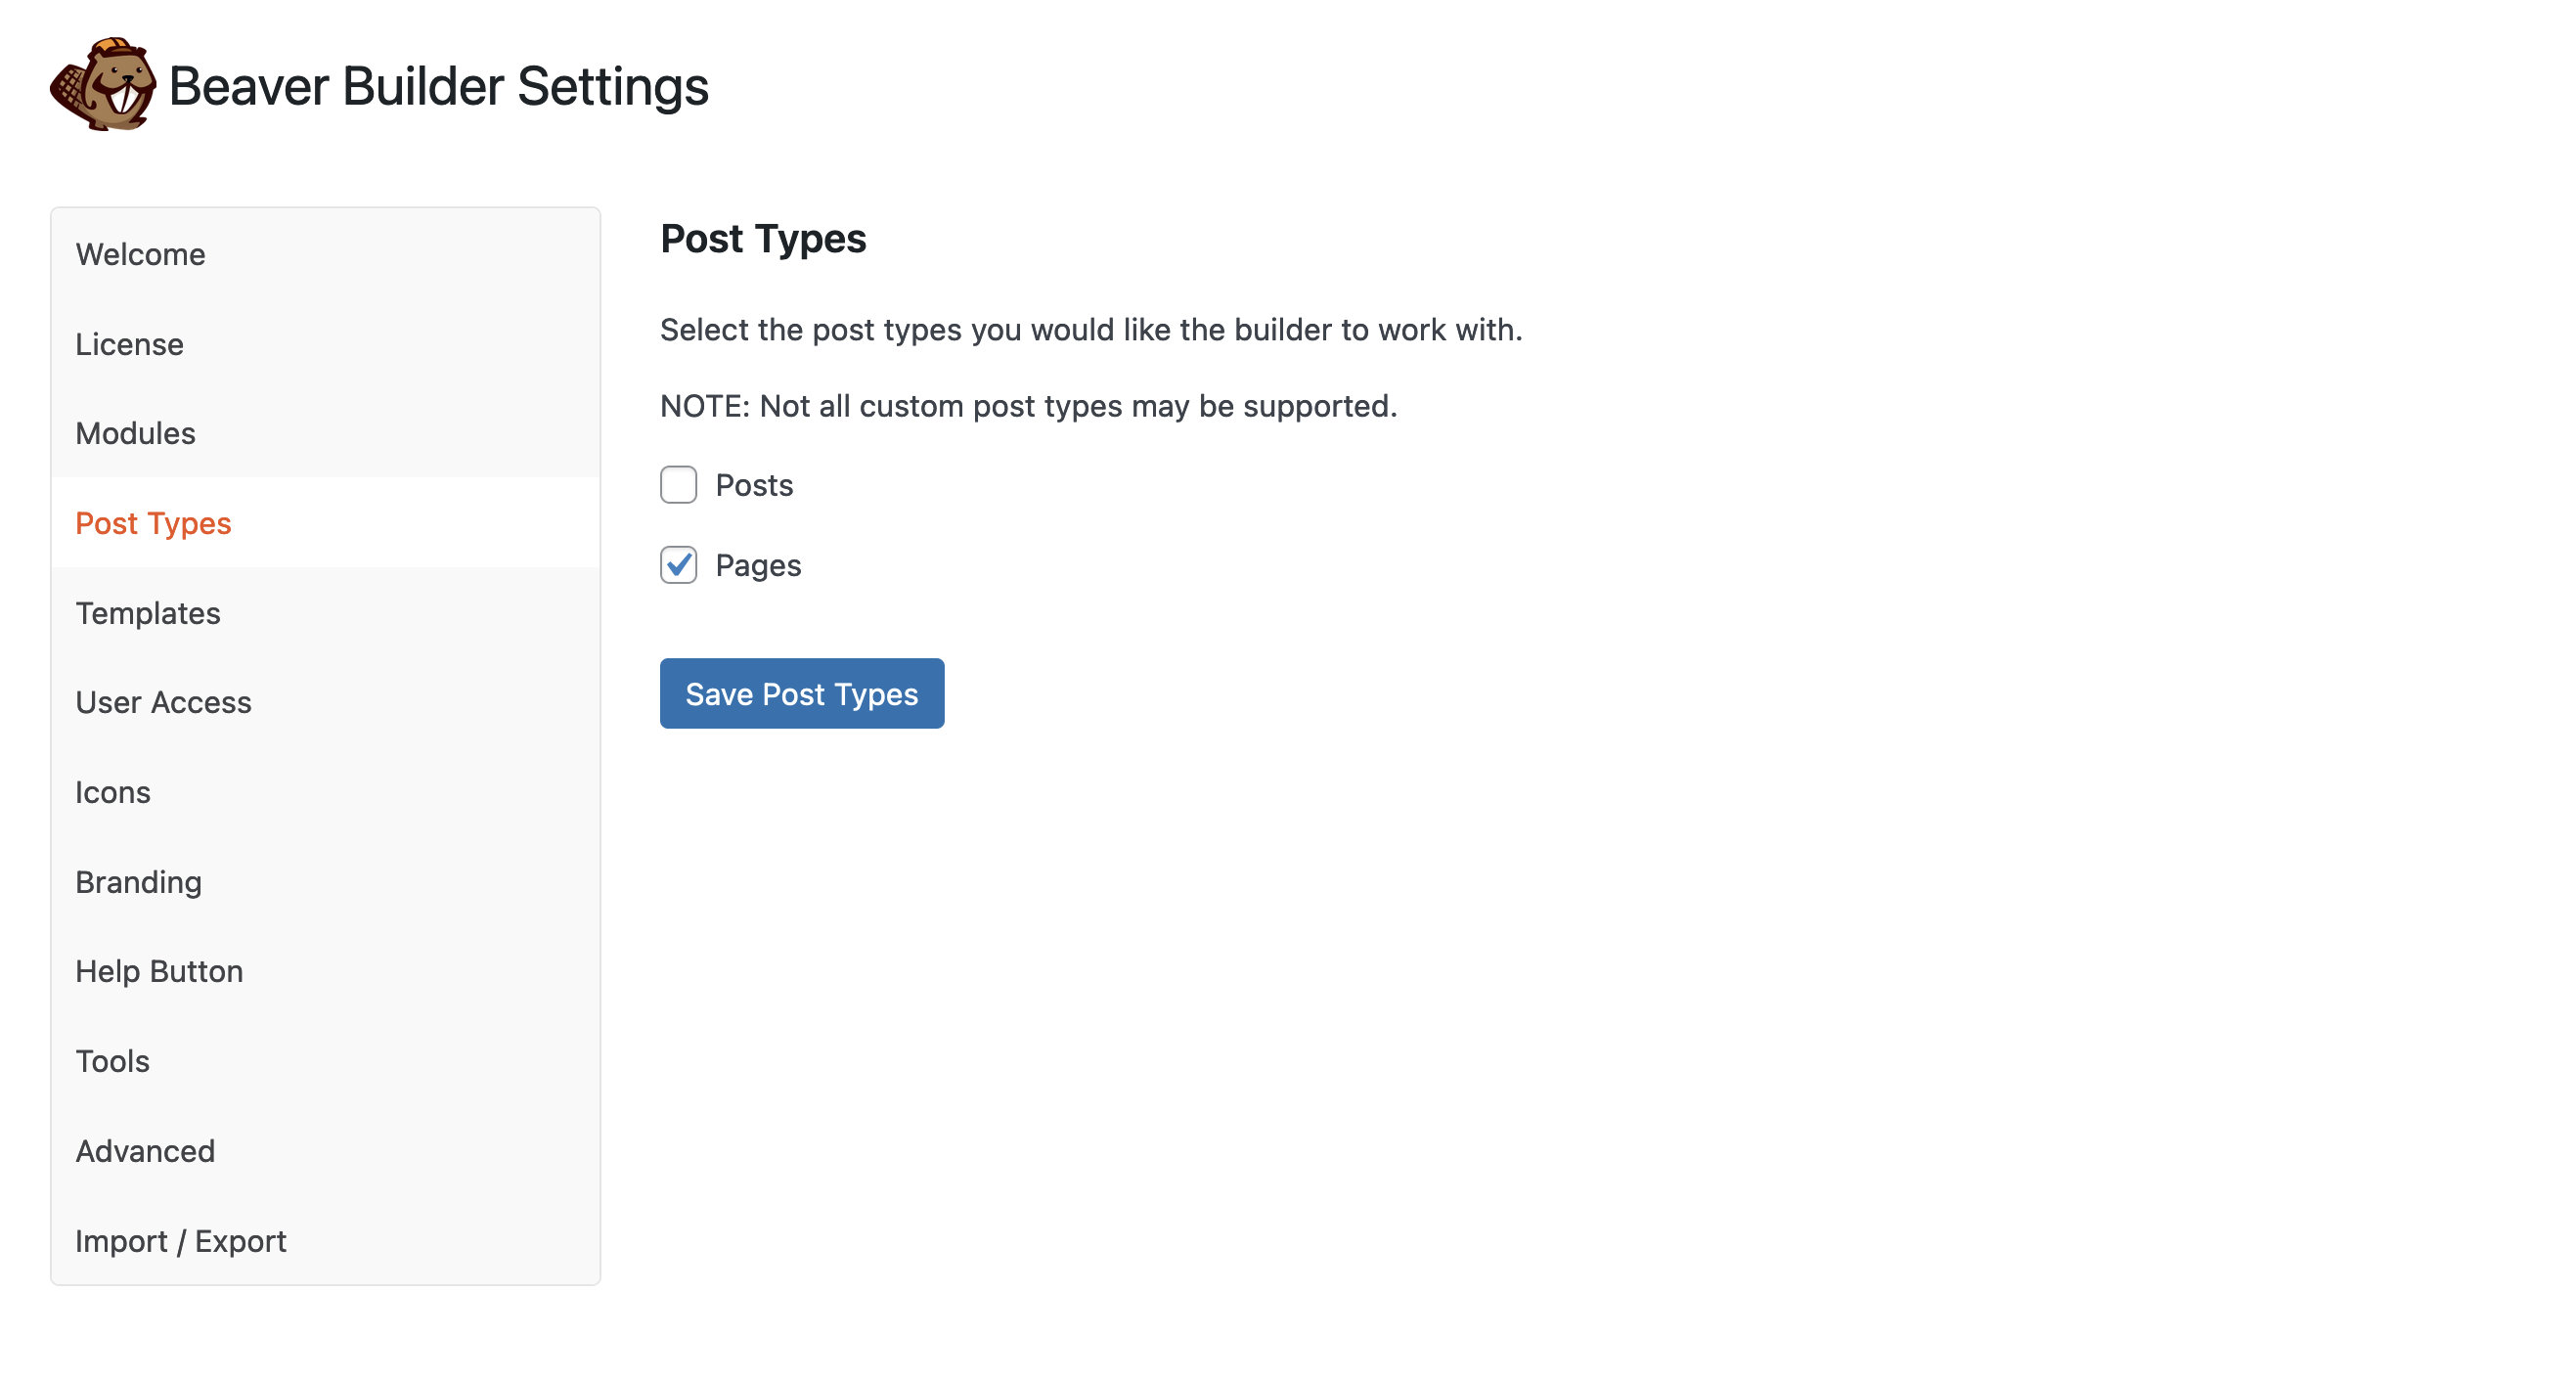 Beaver Builder Settings
Welcome
License
Modules
Post Types
Templates
User Access
Icons
Branding
Help Button
Tools
Advanced
Import / Export
Post Types
Select the post types you would like the builder to work with.
NOTE: Not all custom post types may be supported.
Posts
Pages
Save Post Types